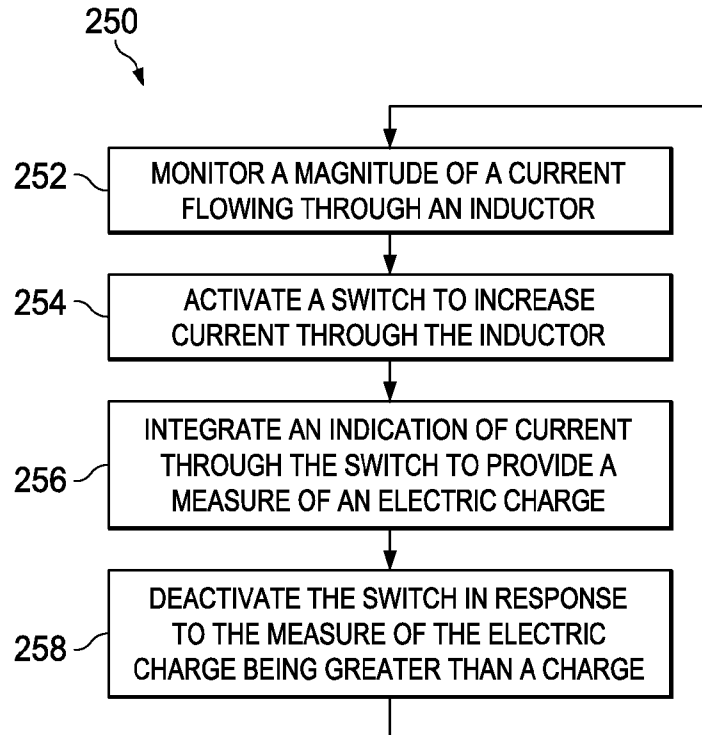 250
252
MONITOR A MAGNITUDE OF A CURRENT
FLOWING THROUGH AN INDUCTOR
254
ACTIVATE A SWITCH TO INCREASE
CURRENT THROUGH THE INDUCTOR
256
INTEGRATE AN INDICATION OF CURRENT
THROUGH THE SWITCH TO PROVIDE A
MEASURE OF AN ELECTRIC CHARGE
258
DEACTIVATE THE SWITCH IN RESPONSE
TO THE MEASURE OF THE ELECTRIC
CHARGE BEING GREATER THAN A CHARGE